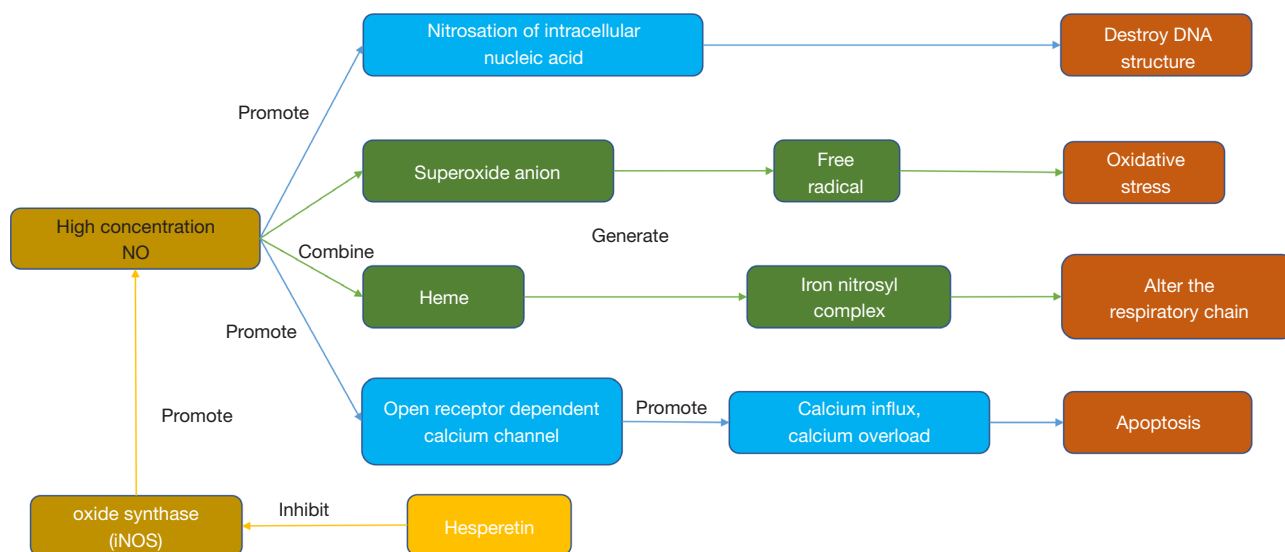 Nitrosation of intracellular
nucleic acid
Destroy DNA
structure
Promote
Superoxide anion
Free
radical
Oxidative
stress
High concentration
NO
Combine
Generate
Heme
Iron nitrosyl
complex
Alter the
respiratory chain
Promote
Open receptor dependent
calcium channel
Promote
Calcium influx,
calcium overload
Apoptosis
Promote
oxide synthase
(iNOS)
Inhibit
Hesperetin